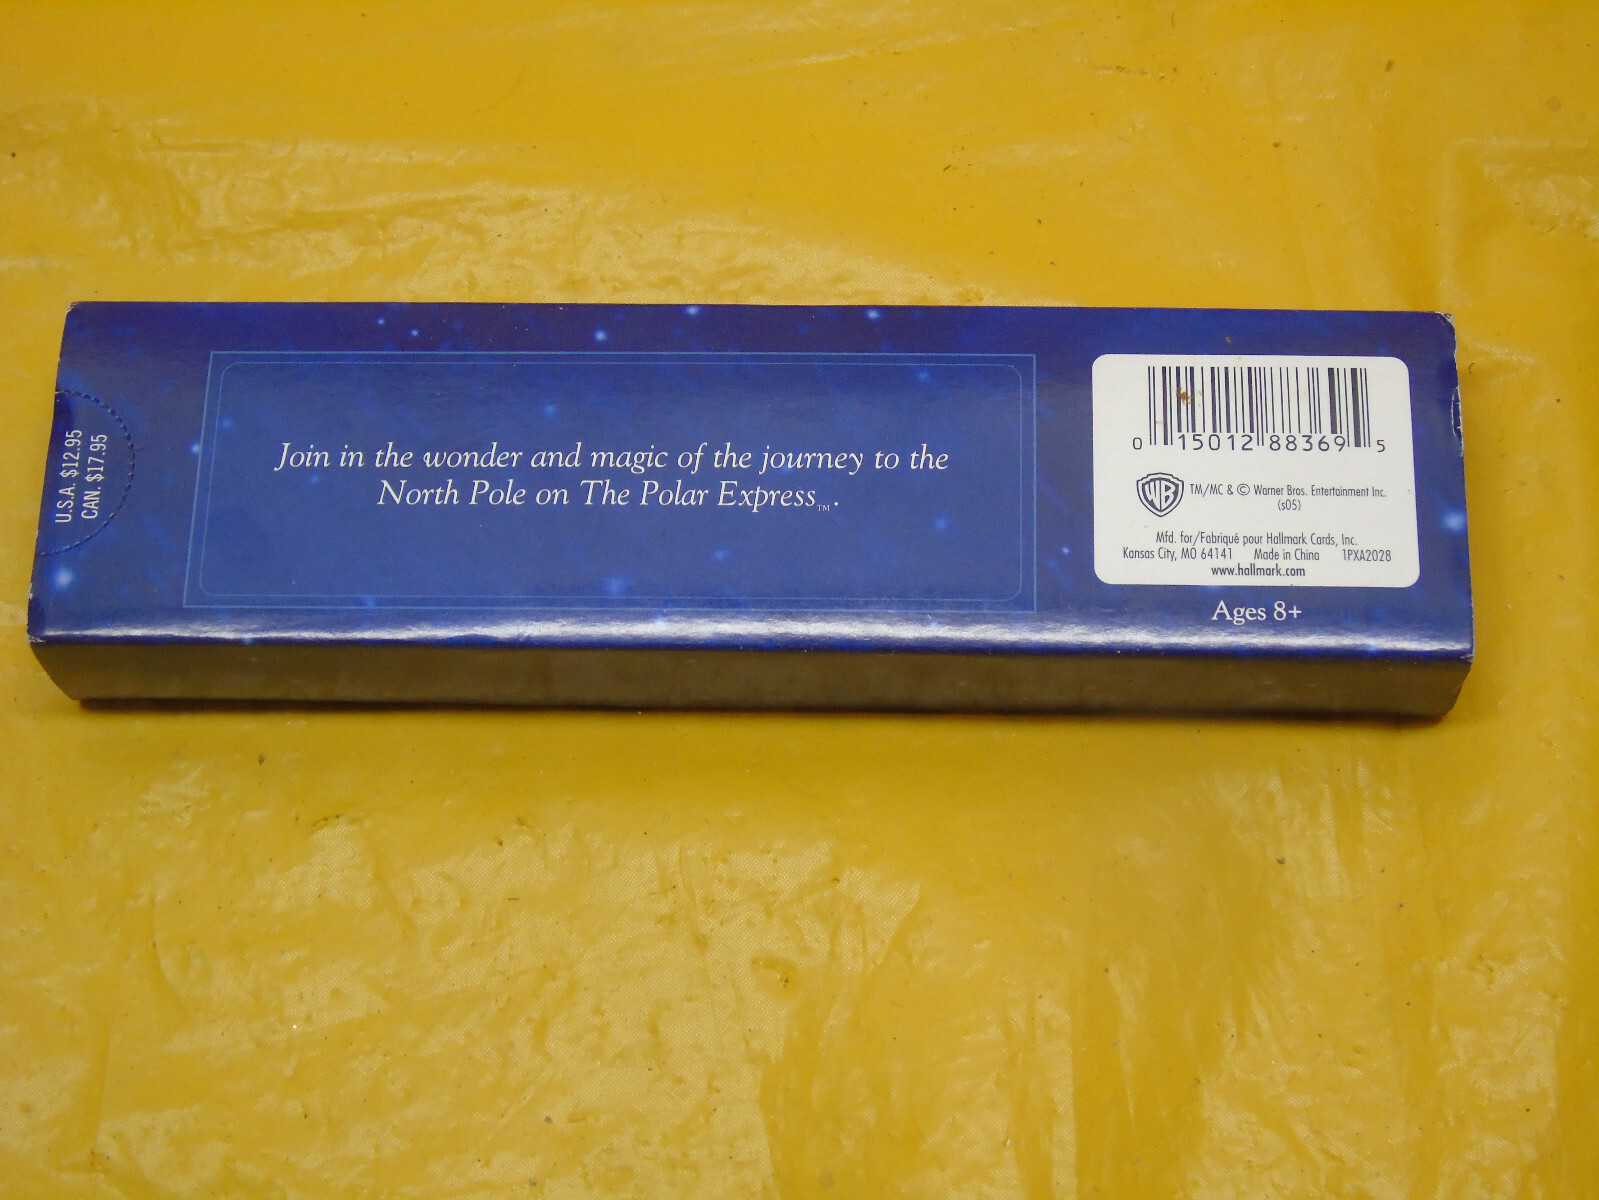 U.S.A. $12.95
CAN. $17.95
Join in the wonder and magic of the journey to the
North Pole on The Polar Express™.
0 15012 88369 5
WB TM/MC & © Warner Bros. Entertainment Inc.
(s05)
Mfd. for/Fabriqué pour Hallmark Cards, Inc.
Kansas City, MO 64141 Made in China 1PXA2028
www.hallmark.com
Ages 8+